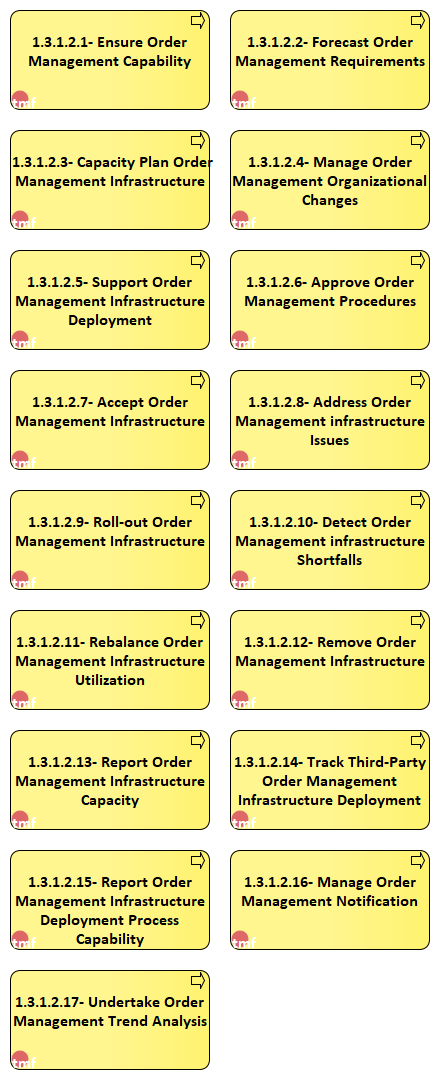 1.3.1.2.1- Ensure Order
Management Capability
tmf
1.3.1.2.2- Forecast Order
Management Requirements
tmf
1.3.1.2.3- Capacity Plan Order
Management Infrastructure
tmf
1.3.1.2.4- Manage Order
Management Organizational
Changes
tmf
1.3.1.2.5- Support Order
Management Infrastructure
Deployment
tmf
1.3.1.2.6- Approve Order
Management Procedures
tmf
1.3.1.2.7- Accept Order
Management Infrastructure
tmf
1.3.1.2.8- Address Order
Management infrastructure
Issues
tmf
1.3.1.2.9- Roll-out Order
Management Infrastructure
tmf
1.3.1.2.10- Detect Order
Management infrastructure
Shortfalls
tmf
1.3.1.2.11- Rebalance Order
Management Infrastructure
Utilization
tmf
1.3.1.2.12- Remove Order
Management Infrastructure
tmf
1.3.1.2.13- Report Order
Management Infrastructure
Capacity
tmf
1.3.1.2.14- Track Third-Party
Order Management
Infrastructure Deployment
tmf
1.3.1.2.15- Report Order
Management Infrastructure
Deployment Process
Capability
tmf
1.3.1.2.16- Manage Order
Management Notification
tmf
1.3.1.2.17- Undertake Order
Management Trend Analysis
tmf